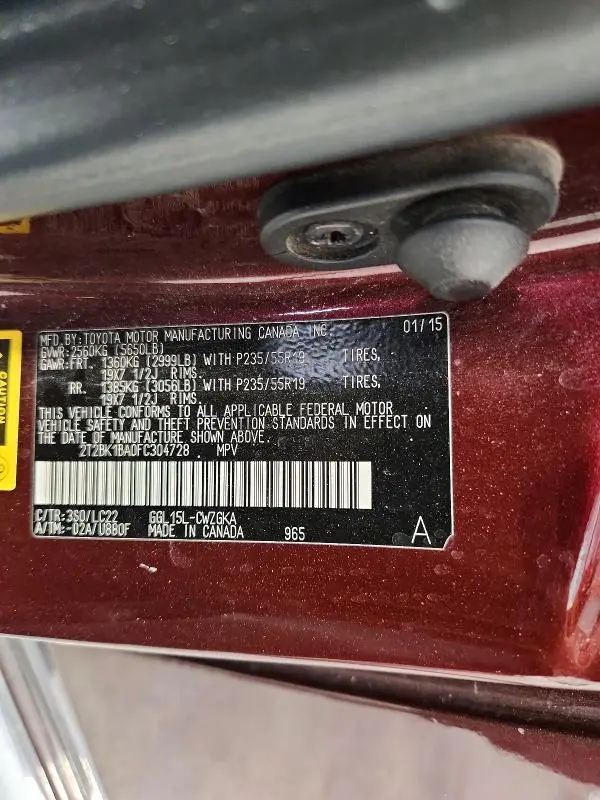 MFD. BY: TOYOTA MOTOR MANUFACTURING CANADA INC. 01/15
GVWR: 2560KG (5650LB)
GAWR: FRT. 1360KG (2999LB) WITH P235/55R19 TIRES,
19X7 1/2J RIMS.
RR. 1385KG (3056LB) WITH P235/55R19 TIRES,
19X7 1/2J RIMS.
THIS VEHICLE CONFORMS TO ALL APPLICABLE FEDERAL MOTOR
VEHICLE SAFETY AND THEFT PREVENTION STANDARDS IN EFFECT ON
THE DATE OF MANUFACTURE SHOWN ABOVE.
2T2BK1BA0FC304728 MPV
C/TR: 3S0/LC22 GGL15L-CWZGKA
A/TM: -02A/U880F MADE IN CANADA 965 A
CAUTION